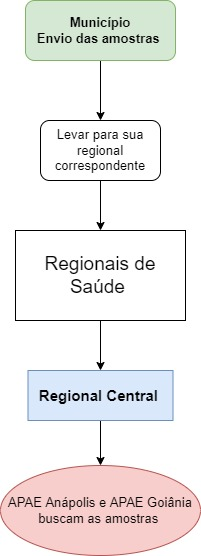 Município
Envio das amostras
Levar para sua
regional
correspondente
Regionais de
Saúde
Regional Central
APAE Anápolis e APAE Goiânia
buscam as amostras